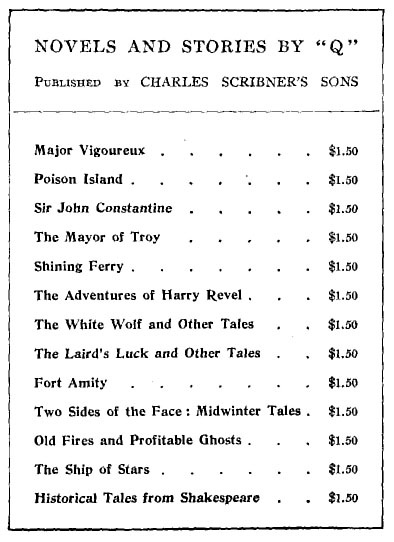 NOVELS AND STORIES BY "Q"
PUBLISHED BY CHARLES SCRIBNER'S SONS
Major Vigoureux . . . . . . $1.50
Poison Island . . . . . . . $1.50
Sir John Constantine . . . . . $1.50
The Mayor of Troy . . . . . $1.50
Shining Ferry . . . . . . . $1.50
The Adventures of Harry Revel . . . $1.50
The White Wolf and Other Tales . . $1.50
The Laird's Luck and Other Tales . . $1.50
Fort Amity . . . . . . . $1.50
Two Sides of the Face: Midwinter Tales . $1.50
Old Fires and Profitable Ghosts . . . $1.50
The Ship of Stars . . . . . . $1.50
Historical Tales from Shakespeare . . $1.50